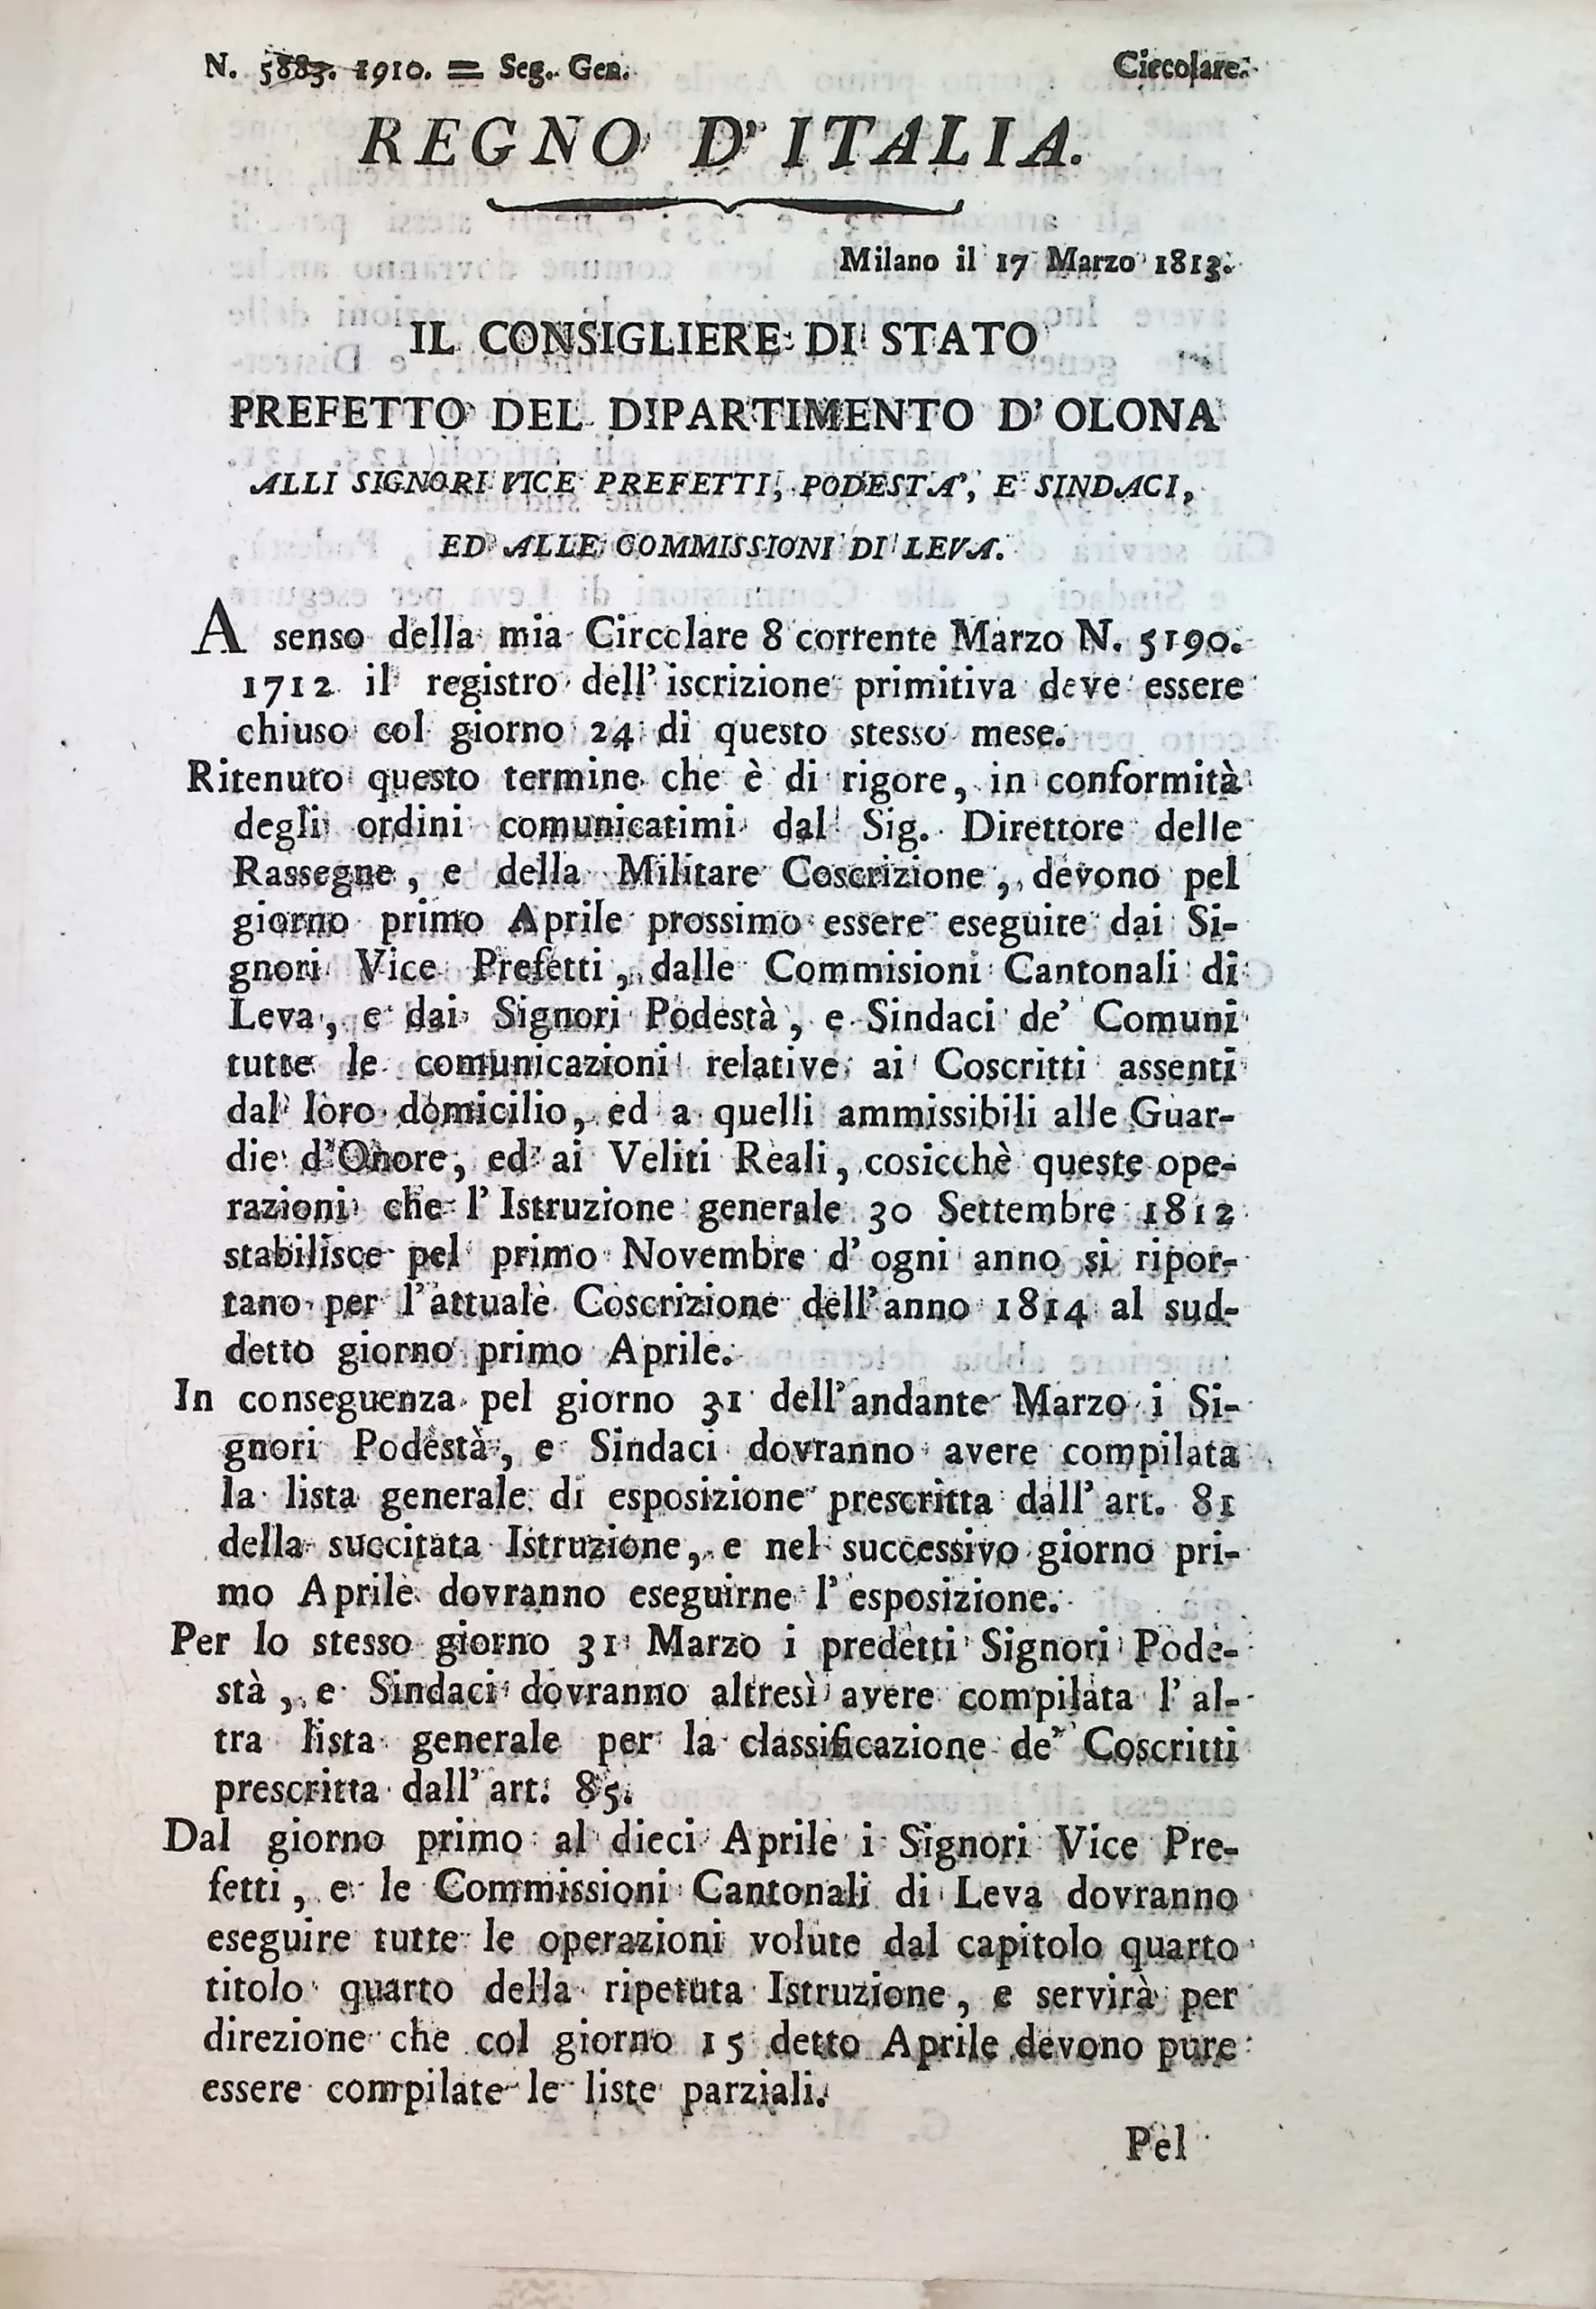 N. 5883. 1910. = Seg. Gen. Circolare.
REGNO D' ITALIA.
Milano il 17 Marzo 1813.
IL CONSIGLIERE DI STATO
PREFETTO DEL DIPARTIMENTO D' OLONA
ALLI SIGNORI VICE PREFETTI, PODESTA', E SINDACI,
ED ALLE COMMISSIONI DI LEVA.
A senso della mia Circolare 8 corrente Marzo N. 5190.
1712 il registro dell' iscrizione primitiva deve essere
chiuso col giorno 24 di questo stesso mese.
Ritenuto questo termine che è di rigore, in conformità
degli ordini comunicatimi dal Sig. Direttore delle
Rassegne, e della Militare Coscrizione, devono pel
giorno primo Aprile prossimo essere eseguite dai Si-
gnori Vice Prefetti, dalle Commisioni Cantonali di
Leva, e dai Signori Podestà, e Sindaci de' Comuni
tutte le comunicazioni relative ai Coscritti assenti
dal loro domicilio, ed a quelli ammissibili alle Guar-
die d'Onore, ed ai Veliti Reali, cosicchè queste ope-
razioni che l' Istruzione generale 30 Settembre 1812
stabilisce pel primo Novembre d' ogni anno si ripor-
tano per l'attuale Coscrizione dell'anno 1814 al sud-
detto giorno primo Aprile.
In conseguenza pel giorno 31 dell'andante Marzo i Si-
gnori Podestà, e Sindaci dovranno avere compilata
la lista generale di esposizione prescritta dall' art. 81
della succitata Istruzione, e nel successivo giorno pri-
mo Aprile dovranno eseguirne l' esposizione.
Per lo stesso giorno 31 Marzo i predetti Signori Pode-
stà, e Sindaci dovranno altresì avere compilata l' al-
tra lista generale per la classificazione de' Coscritti
prescritta dall' art. 85.
Dal giorno primo al dieci Aprile i Signori Vice Pre-
fetti, e le Commissioni Cantonali di Leva dovranno
eseguire tutte le operazioni volute dal capitolo quarto
titolo quarto della ripetuta Istruzione, e servirà per
direzione che col giorno 15 detto Aprile devono pure
essere compilate le liste parziali.
Pel